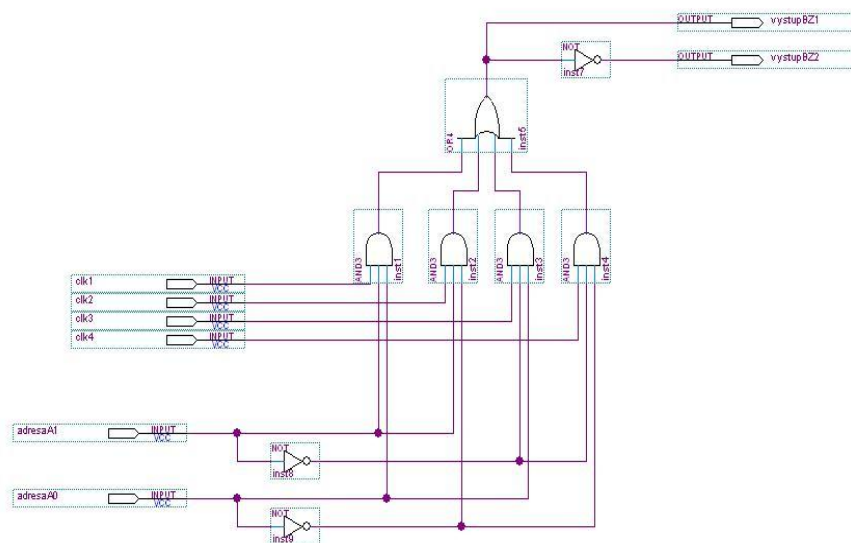 OUTPUT
vystupBZ1
NOT
inst7
OUTPUT
vystupBZ2
OR4
inst5
AND3
inst1
AND3
inst2
AND3
inst3
AND3
inst4
clk1
INPUT
VCC
clk2
INPUT
VCC
clk3
INPUT
VCC
clk4
INPUT
VCC
adresaA1
INPUT
VCC
NOT
inst8
adresaA0
INPUT
VCC
NOT
inst9